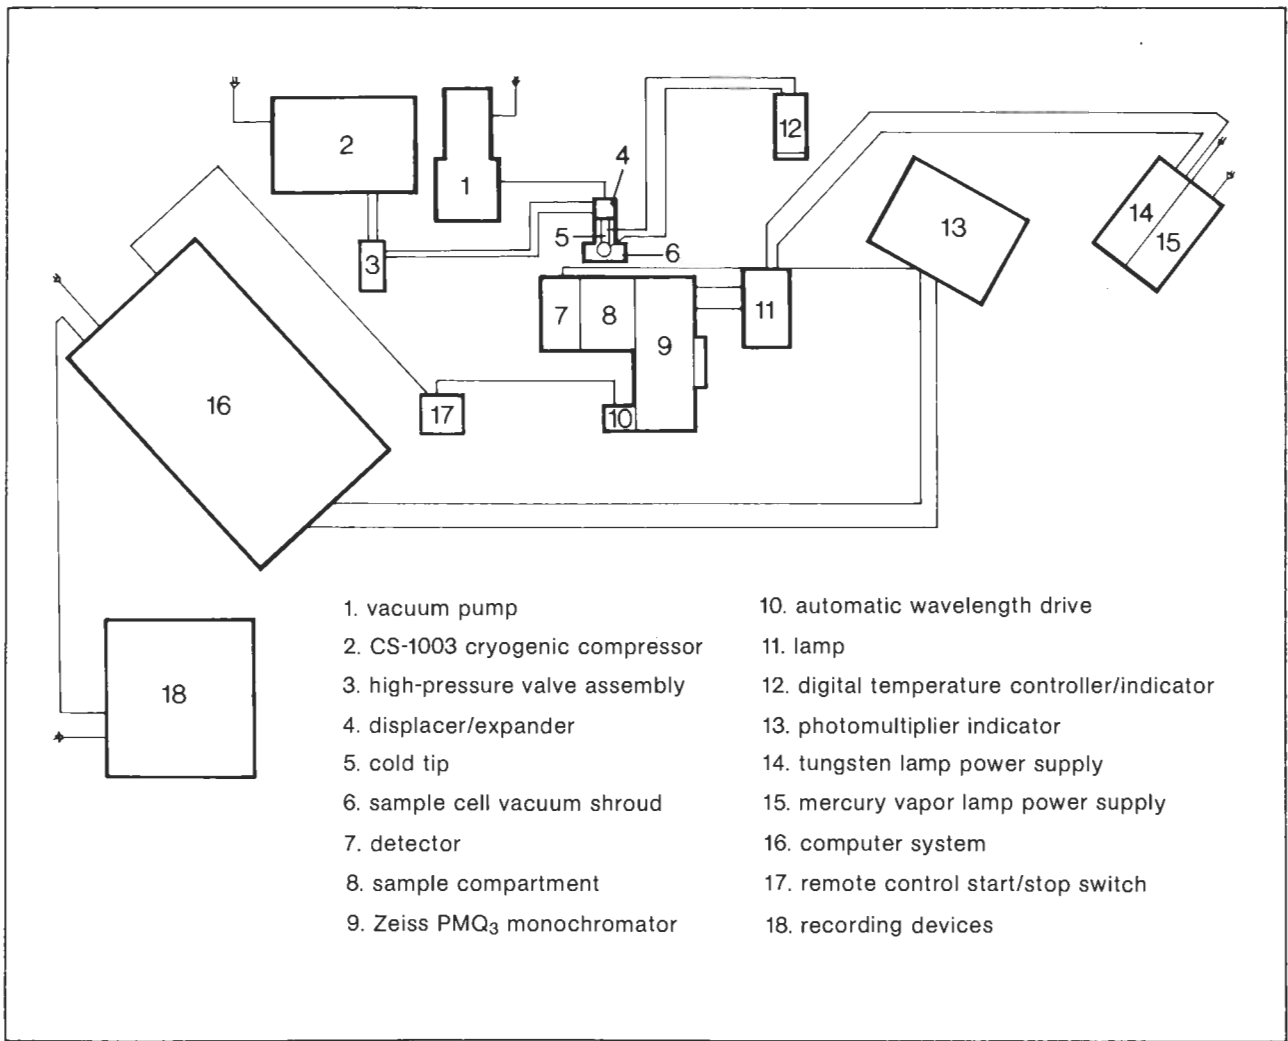 2
1
4
12
5
6
3
7
8
9
10
11
13
14
15
16
17
18
1. vacuum pump
2. CS-1003 cryogenic compressor
3. high-pressure valve assembly
4. displacer/expander
5. cold tip
6. sample cell vacuum shroud
7. detector
8. sample compartment
9. Zeiss PMQ₃ monochromator
10. automatic wavelength drive
11. lamp
12. digital temperature controller/indicator
13. photomultiplier indicator
14. tungsten lamp power supply
15. mercury vapor lamp power supply
16. computer system
17. remote control start/stop switch
18. recording devices